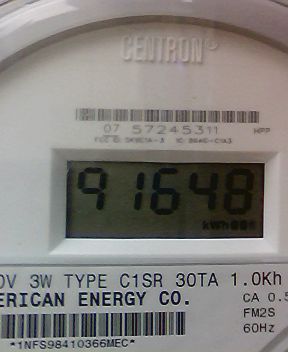 CENTRON®
07 57245311 HPP
91648
kWh
0V 3W TYPE C1SR 30TA 1.0Kh
ERICAN ENERGY CO. CA 0.5
FM2S
60Hz
*1NFS98410366MEC*